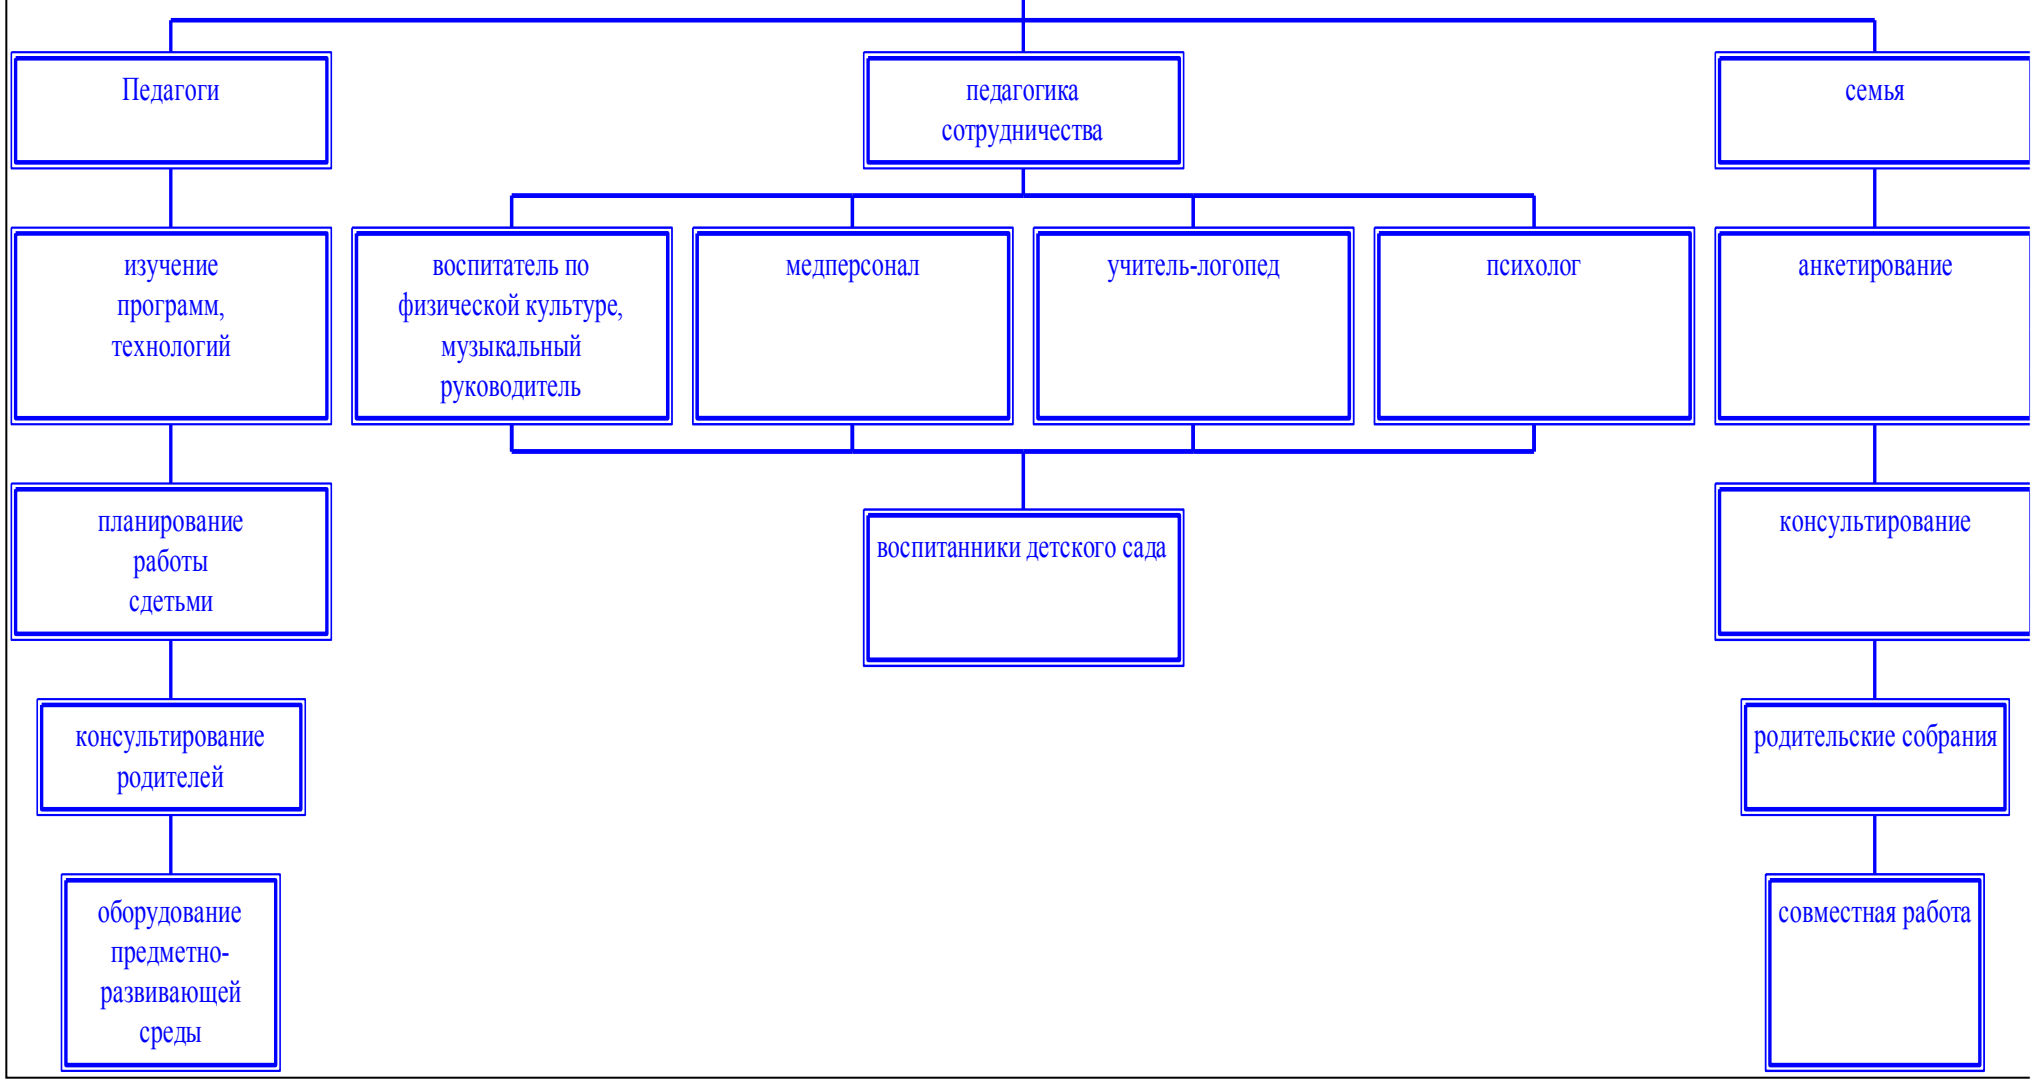 Педагоги
педагогика
сотрудничества
семья
изучение
программ,
технологий
воспитатель по
физической культуре,
музыкальный
руководитель
медперсонал
учитель-логопед
психолог
анкетирование
планирование
работы
сдетьми
воспитанники детского сада
консультирование
консультирование
родителей
родительские собрания
оборудование
предметно-
развивающей
среды
совместная работа